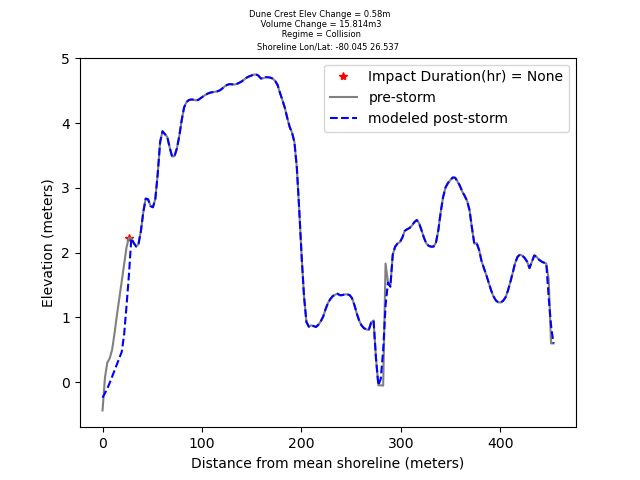 Dune Crest Elev Change = 0.58m
Volume Change = 15.814m3
Regime = Collision
Shoreline Lon/Lat: -80.045 26.537
Impact Duration(hr) = None
pre-storm
modeled post-storm
5
4
3
2
1
0
Elevation (meters)
0 100 200 300 400
Distance from mean shoreline (meters)